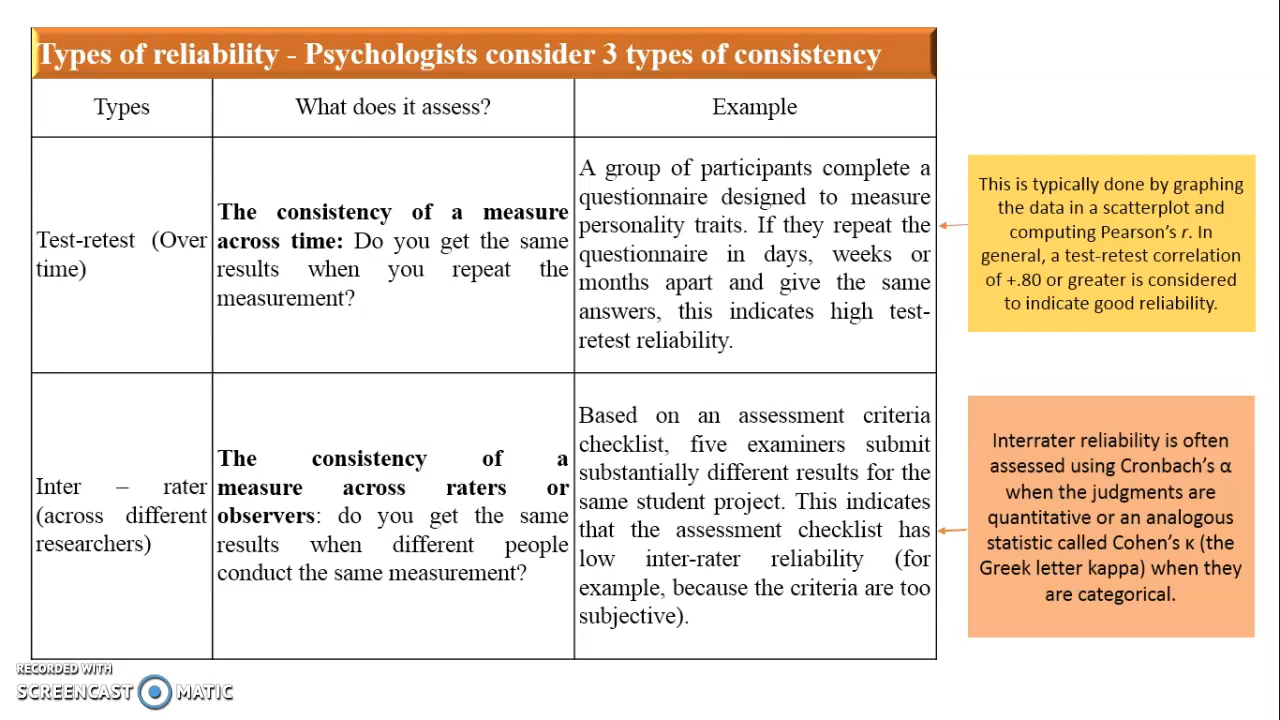 Types of reliability - Psychologists consider 3 types of consistency
Types
What does it assess?
Example
Test-retest (Over
time)
The consistency of a measure
across time: Do you get the same
results when you repeat the
measurement?
A group of participants complete a
questionnaire designed to measure
personality traits. If they repeat the
questionnaire in days, weeks or
months apart and give the same
answers, this indicates high test-
retest reliability.
This is typically done by graphing
the data in a scatterplot and
computing Pearson's r. In
general, a test-retest correlation
of +.80 or greater is considered
to indicate good reliability.
Inter – rater
(across different
researchers)
The consistency of a
measure across raters or
observers: do you get the same
results when different people
conduct the same measurement?
Based on an assessment criteria
checklist, five examiners submit
substantially different results for the
same student project. This indicates
that the assessment checklist has
low inter-rater reliability (for
example, because the criteria are too
subjective).
Interrater reliability is often
assessed using Cronbach's α
when the judgments are
quantitative or an analogous
statistic called Cohen's κ (the
Greek letter kappa) when they
are categorical.
RECORDED WITH
SCREENCAST MATIC